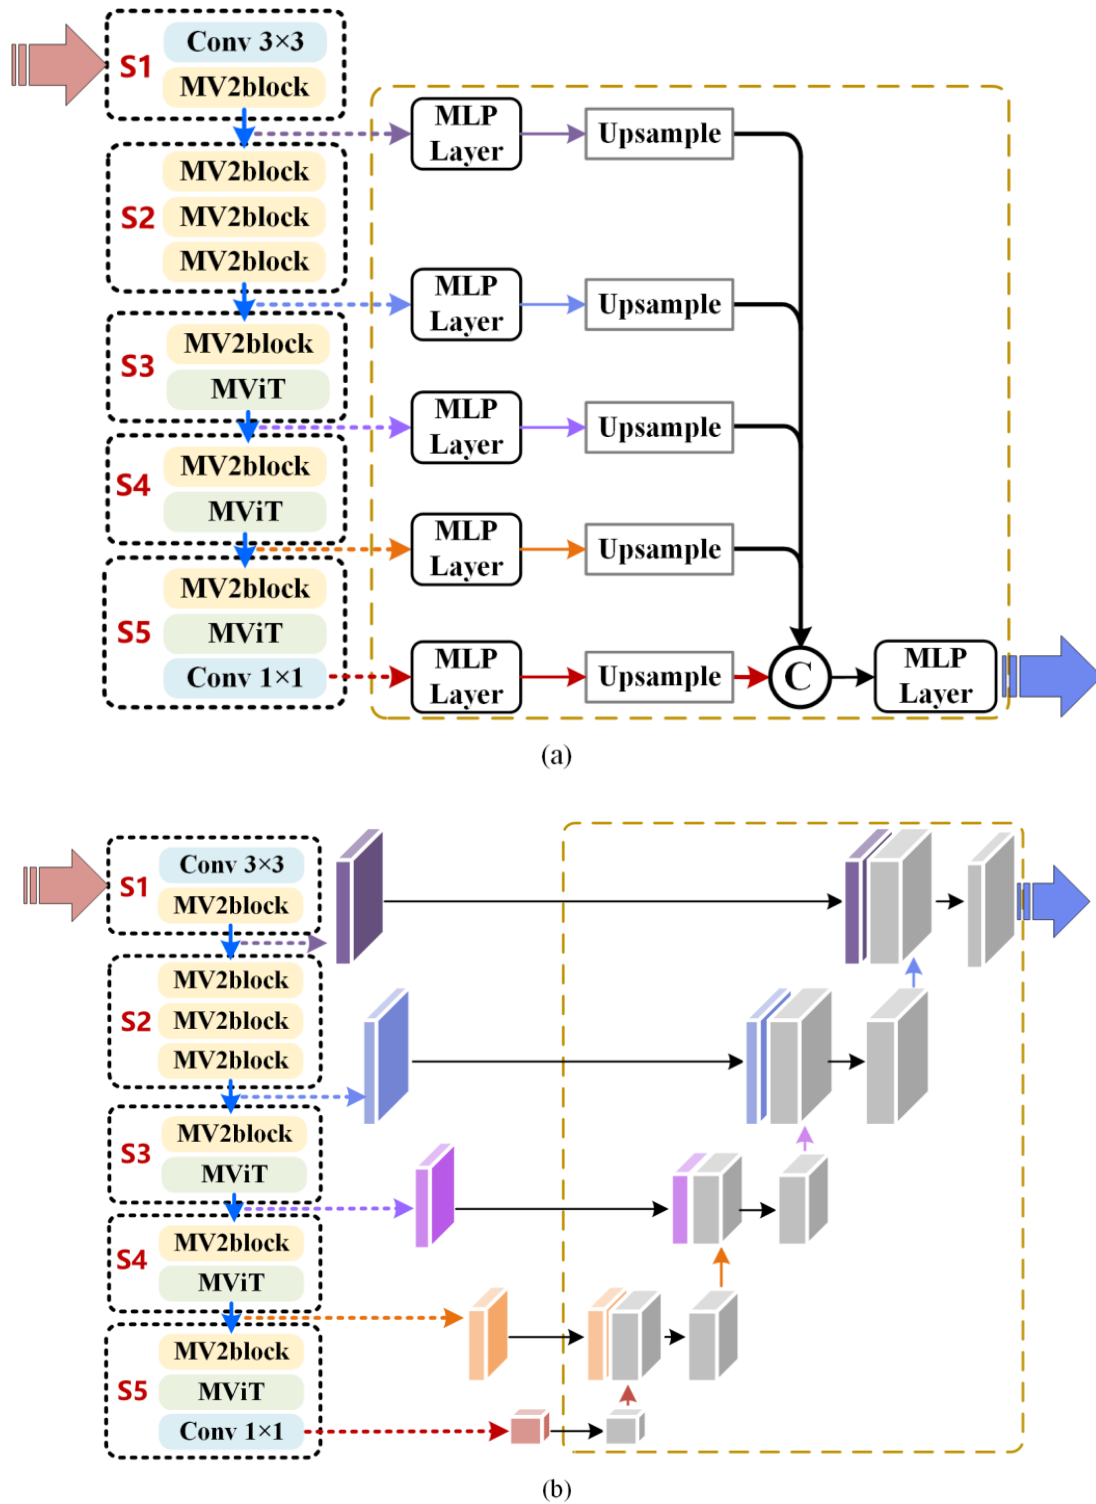 S1
Conv 3×3
MV2block
S2
MV2block
MV2block
MV2block
S3
MV2block
MViT
S4
MV2block
MViT
S5
MV2block
MViT
Conv 1×1
MLP
Layer
Upsample
MLP
Layer
Upsample
MLP
Layer
Upsample
MLP
Layer
Upsample
MLP
Layer
Upsample
C
MLP
Layer
(a)
S1
Conv 3×3
MV2block
S2
MV2block
MV2block
MV2block
S3
MV2block
MViT
S4
MV2block
MViT
S5
MV2block
MViT
Conv 1×1
(b)